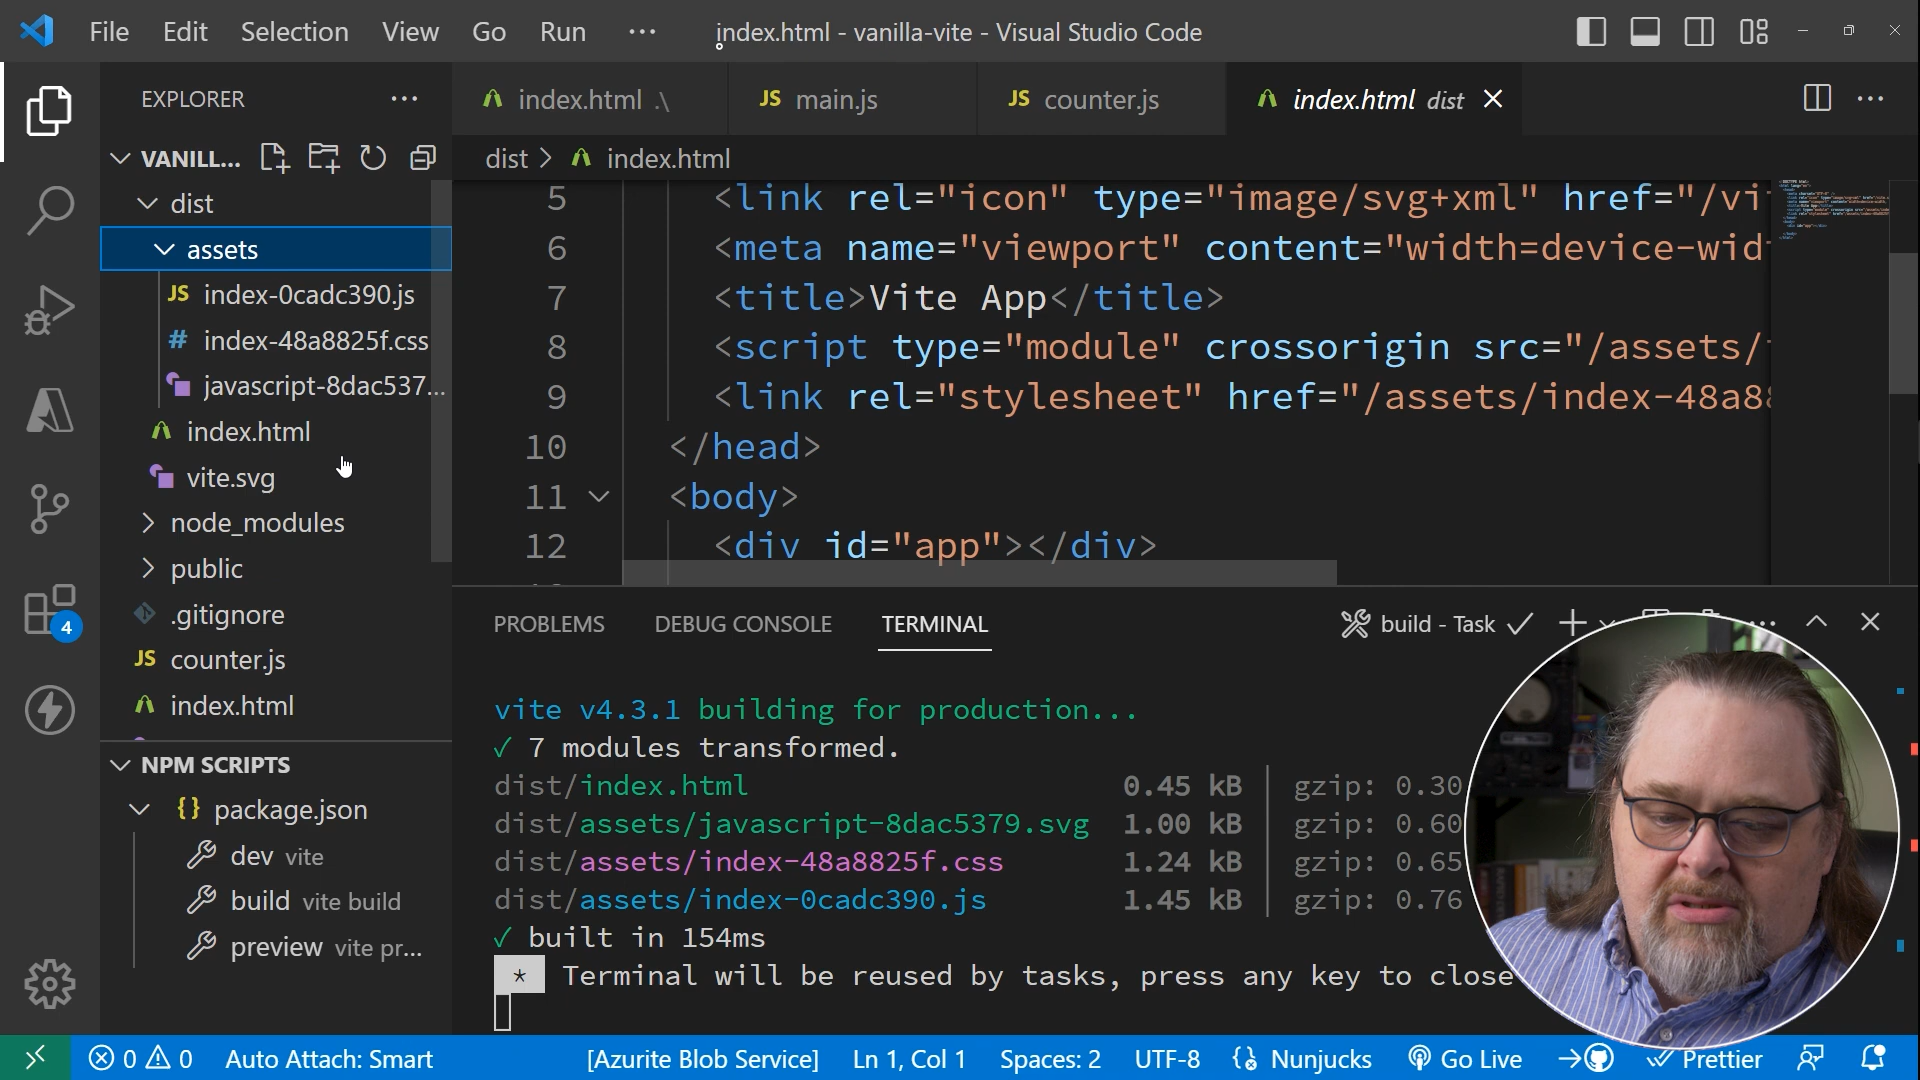 File Edit Selection View Go Run ··· index.html - vanilla-vite - Visual Studio Code
EXPLORER ···
index.html .\
JS main.js
JS counter.js
index.html dist
VANILL...
dist > index.html
dist
assets
JS index-0cadc390.js
# index-48a8825f.css
javascript-8dac537...
index.html
vite.svg
node_modules
public
.gitignore
JS counter.js
index.html
NPM SCRIPTS
{} package.json
dev vite
build vite build
preview vite pr...
4
5 <link rel="icon" type="image/svg+xml" href="/vi
6 <meta name="viewport" content="width=device-wid
7 <title>Vite App</title>
8 <script type="module" crossorigin src="/assets/
9 <link rel="stylesheet" href="/assets/index-48a8
10 </head>
11 <body>
12 <div id="app"></div>
PROBLEMS DEBUG CONSOLE TERMINAL build - Task ✓
vite v4.3.1 building for production...
✓ 7 modules transformed.
dist/index.html 0.45 kB │ gzip: 0.30
dist/assets/javascript-8dac5379.svg 1.00 kB │ gzip: 0.60
dist/assets/index-48a8825f.css 1.24 kB │ gzip: 0.65
dist/assets/index-0cadc390.js 1.45 kB │ gzip: 0.76
✓ built in 154ms
* Terminal will be reused by tasks, press any key to close
0 0 Auto Attach: Smart [Azurite Blob Service] Ln 1, Col 1 Spaces: 2 UTF-8 Nunjucks Go Live Prettier